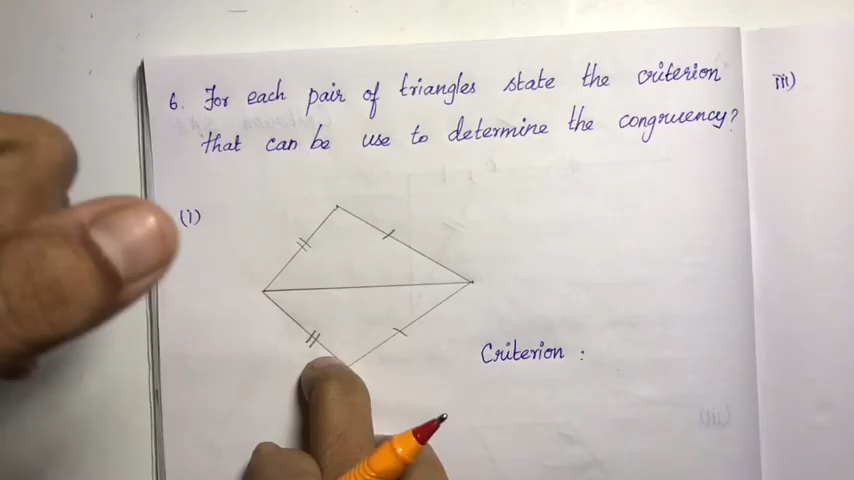 6. For each pair of triangles state the criterion
that can be use to determine the congruency?
(i)
Criterion :
iii)